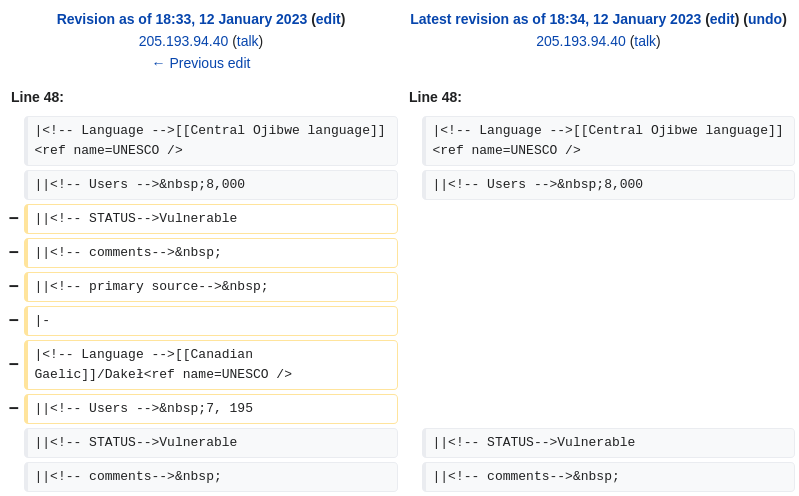 Revision as of 18:33, 12 January 2023 (edit)
205.193.94.40 (talk)
← Previous edit
Latest revision as of 18:34, 12 January 2023 (edit) (undo)
205.193.94.40 (talk)
Line 48:
Line 48:
|<!-- Language -->[[Central Ojibwe language]]
<ref name=UNESCO />
|<!-- Language -->[[Central Ojibwe language]]
<ref name=UNESCO />
||<!-- Users -->&nbsp;8,000
||<!-- Users -->&nbsp;8,000
− ||<!-- STATUS-->Vulnerable
− ||<!-- comments-->&nbsp;
− ||<!-- primary source-->&nbsp;
− |-
− |<!-- Language -->[[Canadian
Gaelic]]/Dakeł<ref name=UNESCO />
− ||<!-- Users -->&nbsp;7, 195
||<!-- STATUS-->Vulnerable
||<!-- STATUS-->Vulnerable
||<!-- comments-->&nbsp;
||<!-- comments-->&nbsp;